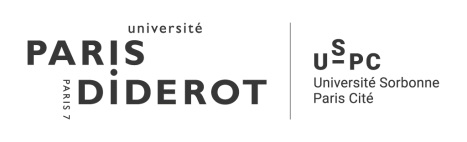 université
PARIS
DiDEROT
PARIS 7
USPC
Université Sorbonne
Paris Cité